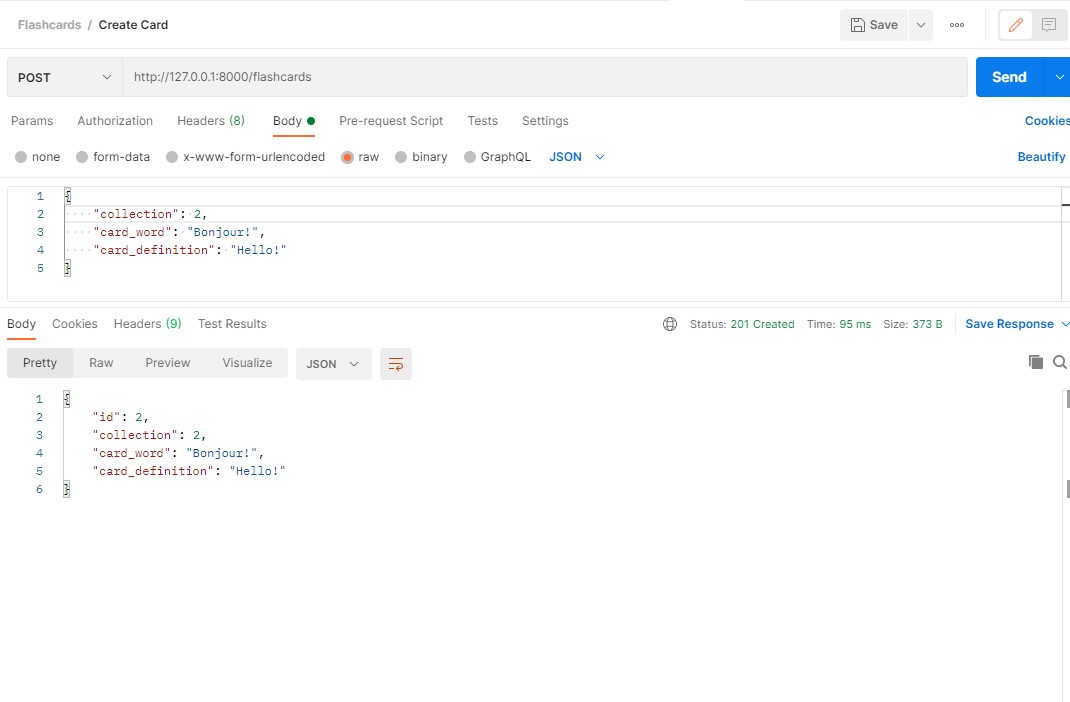 Flashcards / Create Card Save ooo
POST http://127.0.0.1:8000/flashcards Send
Params Authorization Headers (8) Body Pre-request Script Tests Settings Cookies
none form-data x-www-form-urlencoded raw binary GraphQL JSON Beautify
1 {
2 ····"collection":·2,
3 ····"card_word":·"Bonjour!",
4 ····"card_definition":·"Hello!"
5 }
Body Cookies Headers (9) Test Results Status: 201 Created Time: 95 ms Size: 373 B Save Response
Pretty Raw Preview Visualize JSON
1 {
2 "id": 2,
3 "collection": 2,
4 "card_word": "Bonjour!",
5 "card_definition": "Hello!"
6 }